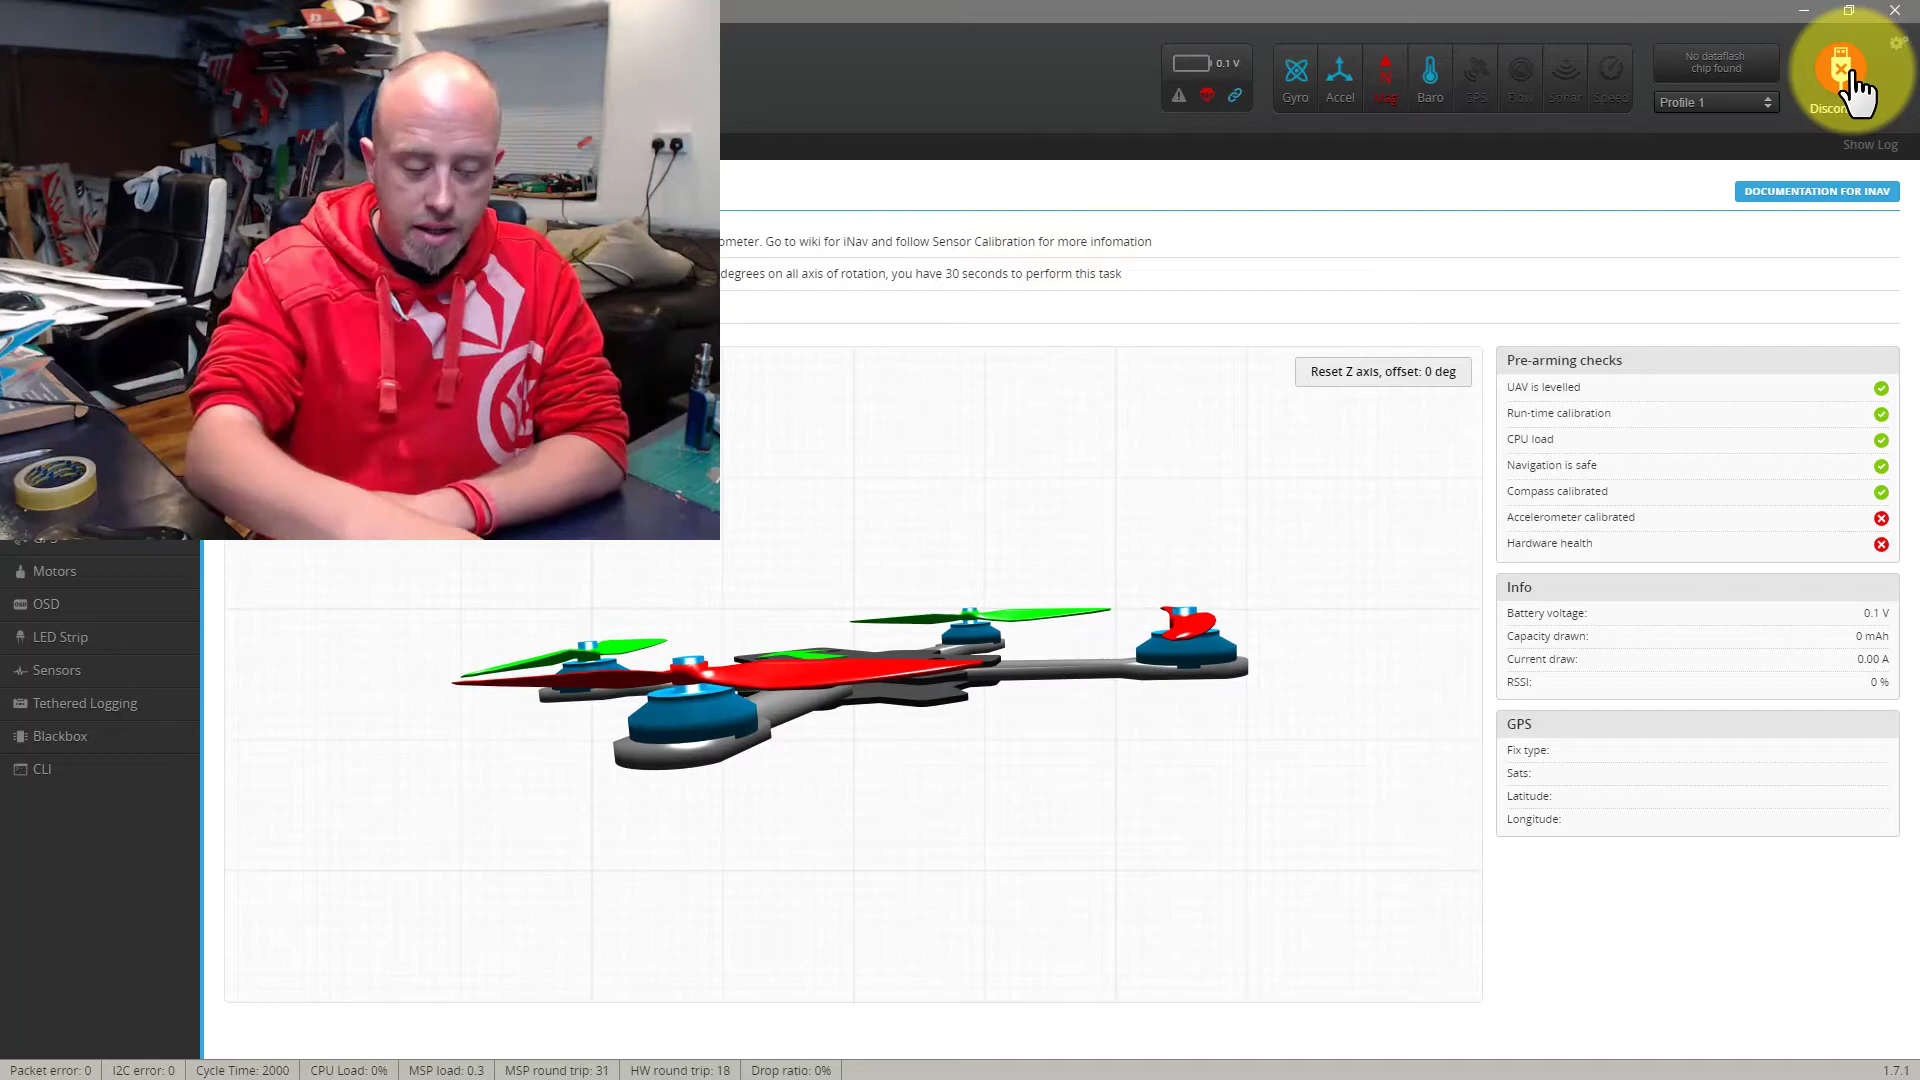 0.1 V
Gyro
Accel
Mag
Baro
GPS
Flow
Sonar
Speed
No dataflash
chip found
Profile 1
Show Log
DOCUMENTATION FOR INAV
ometer. Go to wiki for iNav and follow Sensor Calibration for more infomation
degrees on all axis of rotation, you have 30 seconds to perform this task
Reset Z axis, offset: 0 deg
Pre-arming checks
UAV is levelled
Run-time calibration
CPU load
Navigation is safe
Compass calibrated
Accelerometer calibrated
Hardware health
Info
Battery voltage: 0.1 V
Capacity drawn: 0 mAh
Current draw: 0.00 A
RSSI: 0 %
GPS
Fix type:
Sats:
Latitude:
Longitude:
Motors
OSD
LED Strip
Sensors
Tethered Logging
Blackbox
CLI
Packet error: 0
I2C error: 0
Cycle Time: 2000
CPU Load: 0%
MSP load: 0.3
MSP round trip: 31
HW round trip: 18
Drop ratio: 0%
1.7.1